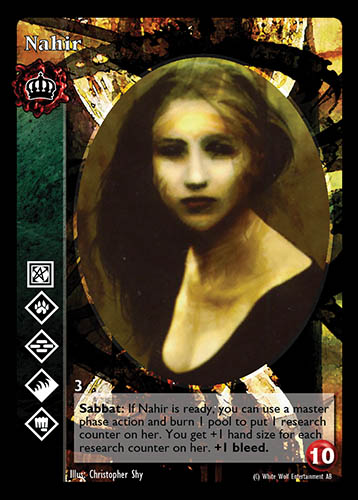 Nahir
3
Sabbat: If Nahir is ready, you can use a master
phase action and burn 1 pool to put 1 research
counter on her. You get +1 hand size for each
research counter on her. +1 bleed.
10
Illus: Christopher Shy
(C) White Wolf Entertainment AB